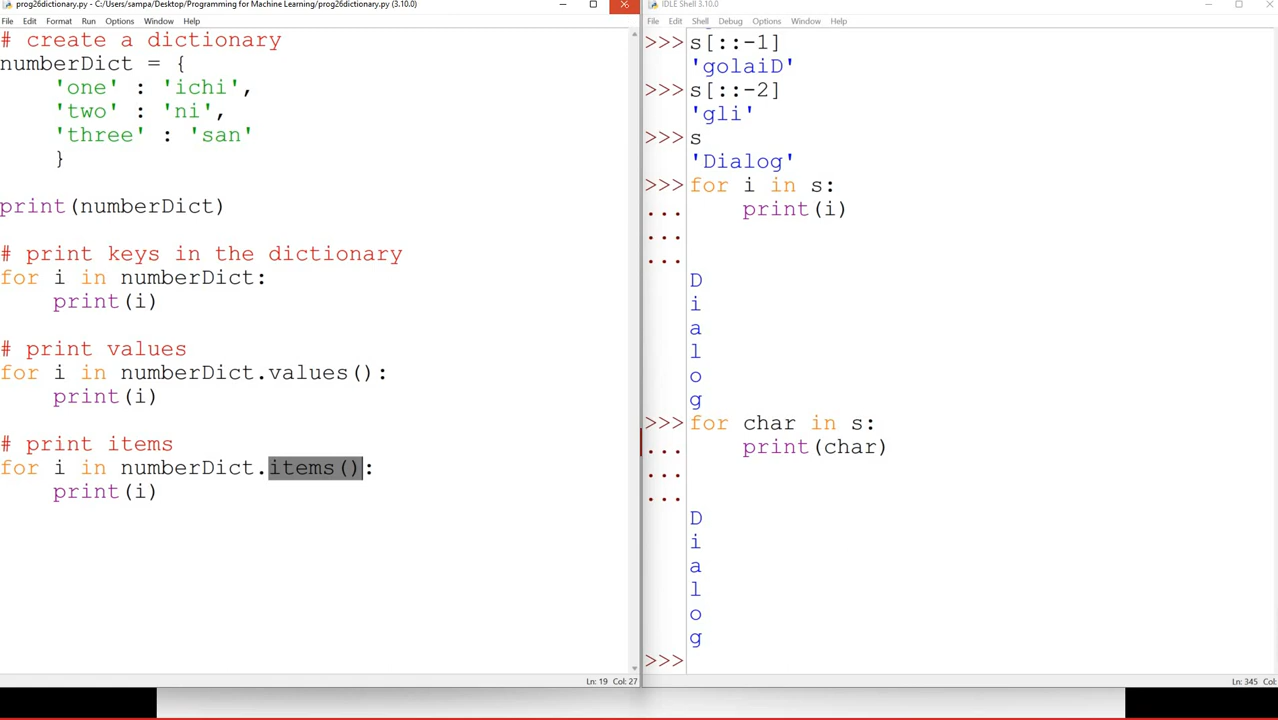 prog26dictionary.py - C:/Users/sampa/Desktop/Programming for Machine Learning/prog26dictionary.py (3.10.0)
File Edit Format Run Options Window Help
# create a dictionary
numberDict = {
    'one' : 'ichi',
    'two' : 'ni',
    'three' : 'san'
    }
print(numberDict)
# print keys in the dictionary
for i in numberDict:
    print(i)
# print values
for i in numberDict.values():
    print(i)
# print items
for i in numberDict.items():
    print(i)
Ln: 19 Col: 27
IDLE Shell 3.10.0
File Edit Shell Debug Options Window Help
>>> s[::-1]
'golaiD'
>>> s[::-2]
'gli'
>>> s
'Dialog'
>>> for i in s:
...     print(i)
...
...
D
i
a
l
o
g
>>> for char in s:
...     print(char)
...
...
D
i
a
l
o
g
>>>
Ln: 345 Col: